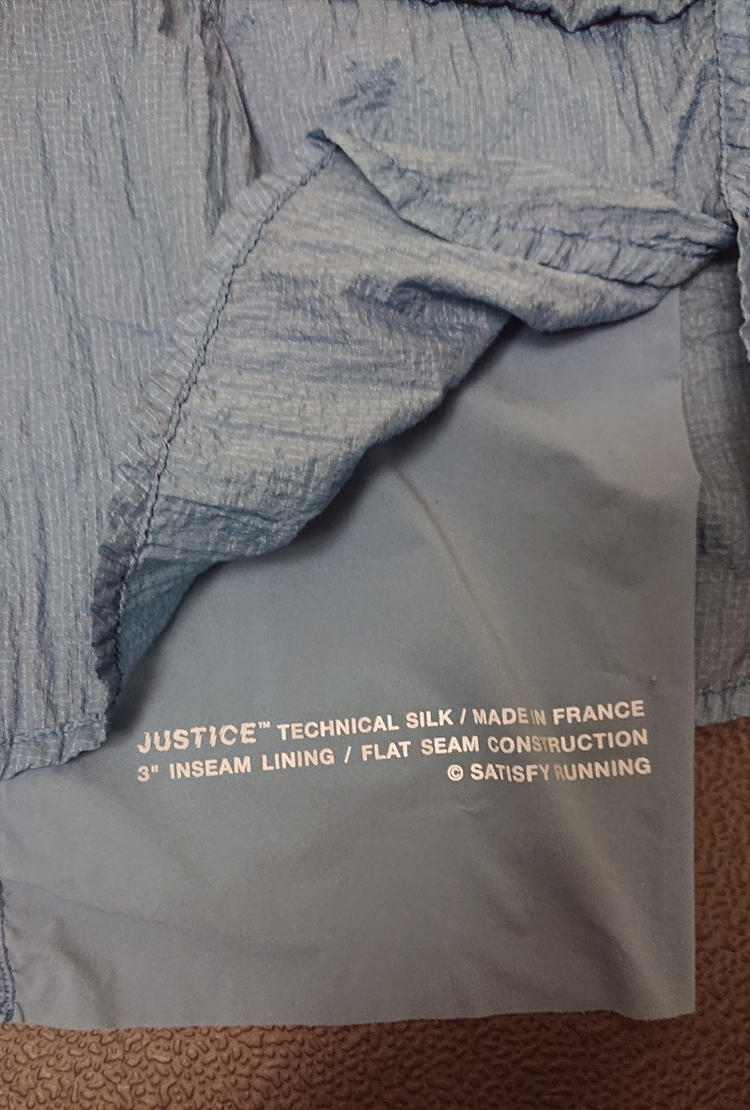 JUSTICE™ TECHNICAL SILK / MADE IN FRANCE
3" INSEAM LINING / FLAT SEAM CONSTRUCTION
© SATISFY RUNNING